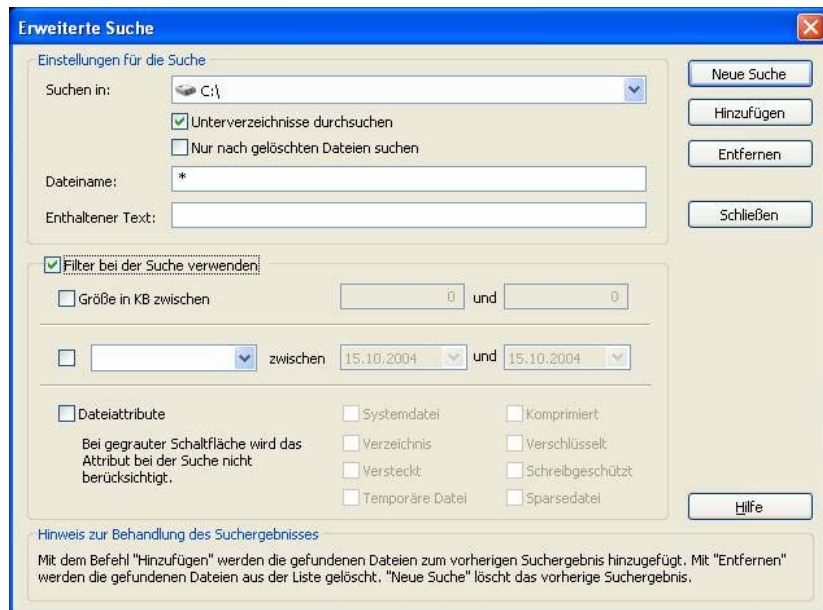 Erweiterte Suche
Einstellungen für die Suche
Suchen in:
C:\
Unterverzeichnisse durchsuchen
Nur nach gelöschten Dateien suchen
Dateiname:
*
Enthaltener Text:
Neue Suche
Hinzufügen
Entfernen
Schließen
Filter bei der Suche verwenden
Größe in KB zwischen
0 und 0
zwischen 15.10.2004 und 15.10.2004
Dateiattribute
Bei gegrauter Schaltfläche wird das
Attribut bei der Suche nicht
berücksichtigt.
Systemdatei
Komprimiert
Verzeichnis
Verschlüsselt
Versteckt
Schreibgeschützt
Temporäre Datei
Sparsedatei
Hilfe
Hinweis zur Behandlung des Suchergebnisses
Mit dem Befehl "Hinzufügen" werden die gefundenen Dateien zum vorherigen Suchergebnis hinzugefügt. Mit "Entfernen"
werden die gefundenen Dateien aus der Liste gelöscht. "Neue Suche" löscht das vorherige Suchergebnis.